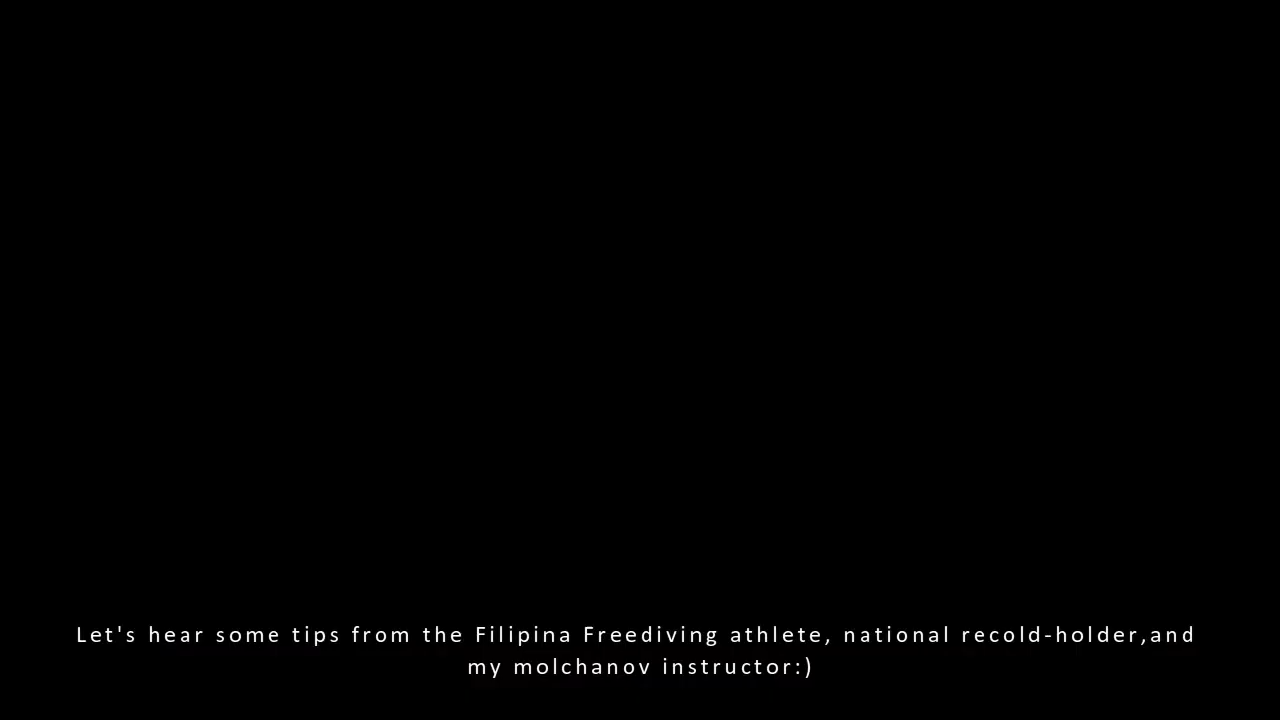 Let's hear some tips from the Filipina Freediving athlete, national recold-holder,and
my molchanov instructor:)